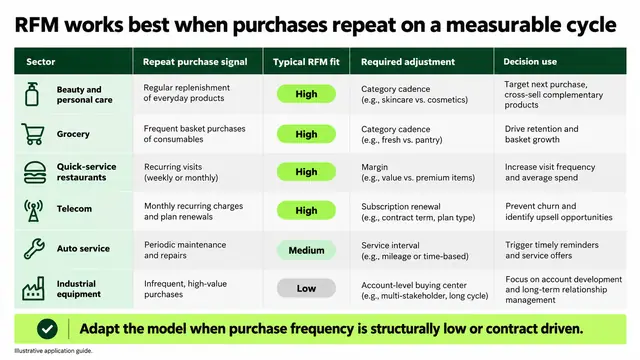 RFM works best when purchases repeat on a measurable cycle
Sector
Repeat purchase signal
Typical RFM fit
Required adjustment
Decision use
Beauty and
personal care
Regular replenishment
of everyday products
High
Category cadence
(e.g., skincare vs. cosmetics)
Target next purchase,
cross-sell complementary
products
Grocery
Frequent basket purchases
of consumables
High
Category cadence
(e.g., fresh vs. pantry)
Drive retention and
basket growth
Quick-service
restaurants
Recurring visits
(weekly or monthly)
High
Margin
(e.g., value vs. premium items)
Increase visit frequency
and average spend
Telecom
Monthly recurring charges
and plan renewals
High
Subscription renewal
(e.g., contract term, plan type)
Prevent churn and
identify upsell opportunities
Auto service
Periodic maintenance
and repairs
Medium
Service interval
(e.g., mileage or time-based)
Trigger timely reminders
and service offers
Industrial
equipment
Infrequent, high-value
purchases
Low
Account-level buying center
(e.g., multi-stakeholder, long cycle)
Focus on account development
and long-term relationship
management
Adapt the model when purchase frequency is structurally low or contract driven.
Illustrative application guide.